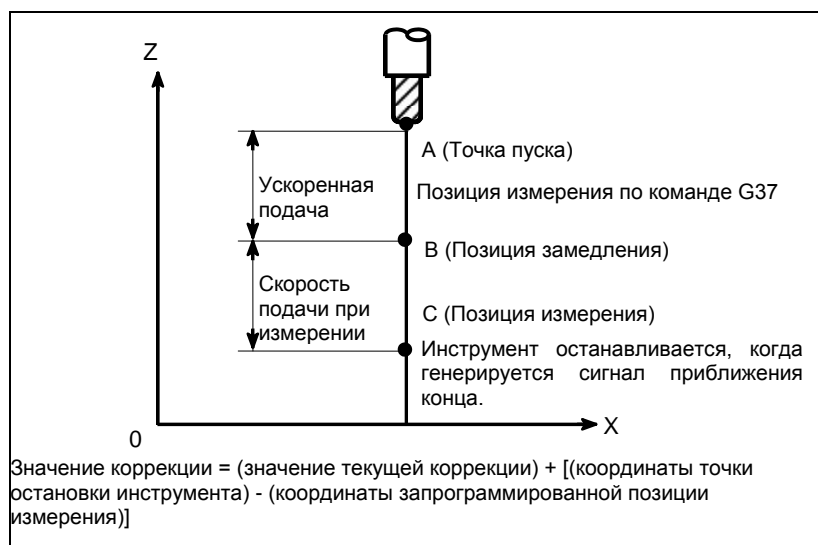 Z
A (Точка пуска)
Ускоренная
подача
Позиция измерения по команде G37
B (Позиция замедления)
Скорость
подачи при
измерении
C (Позиция измерения)
Инструмент останавливается, когда
генерируется сигнал приближения
конца.
X
0
Значение коррекции = (значение текущей коррекции) + [(координаты точки
остановки инструмента) - (координаты запрограммированной позиции
измерения)]